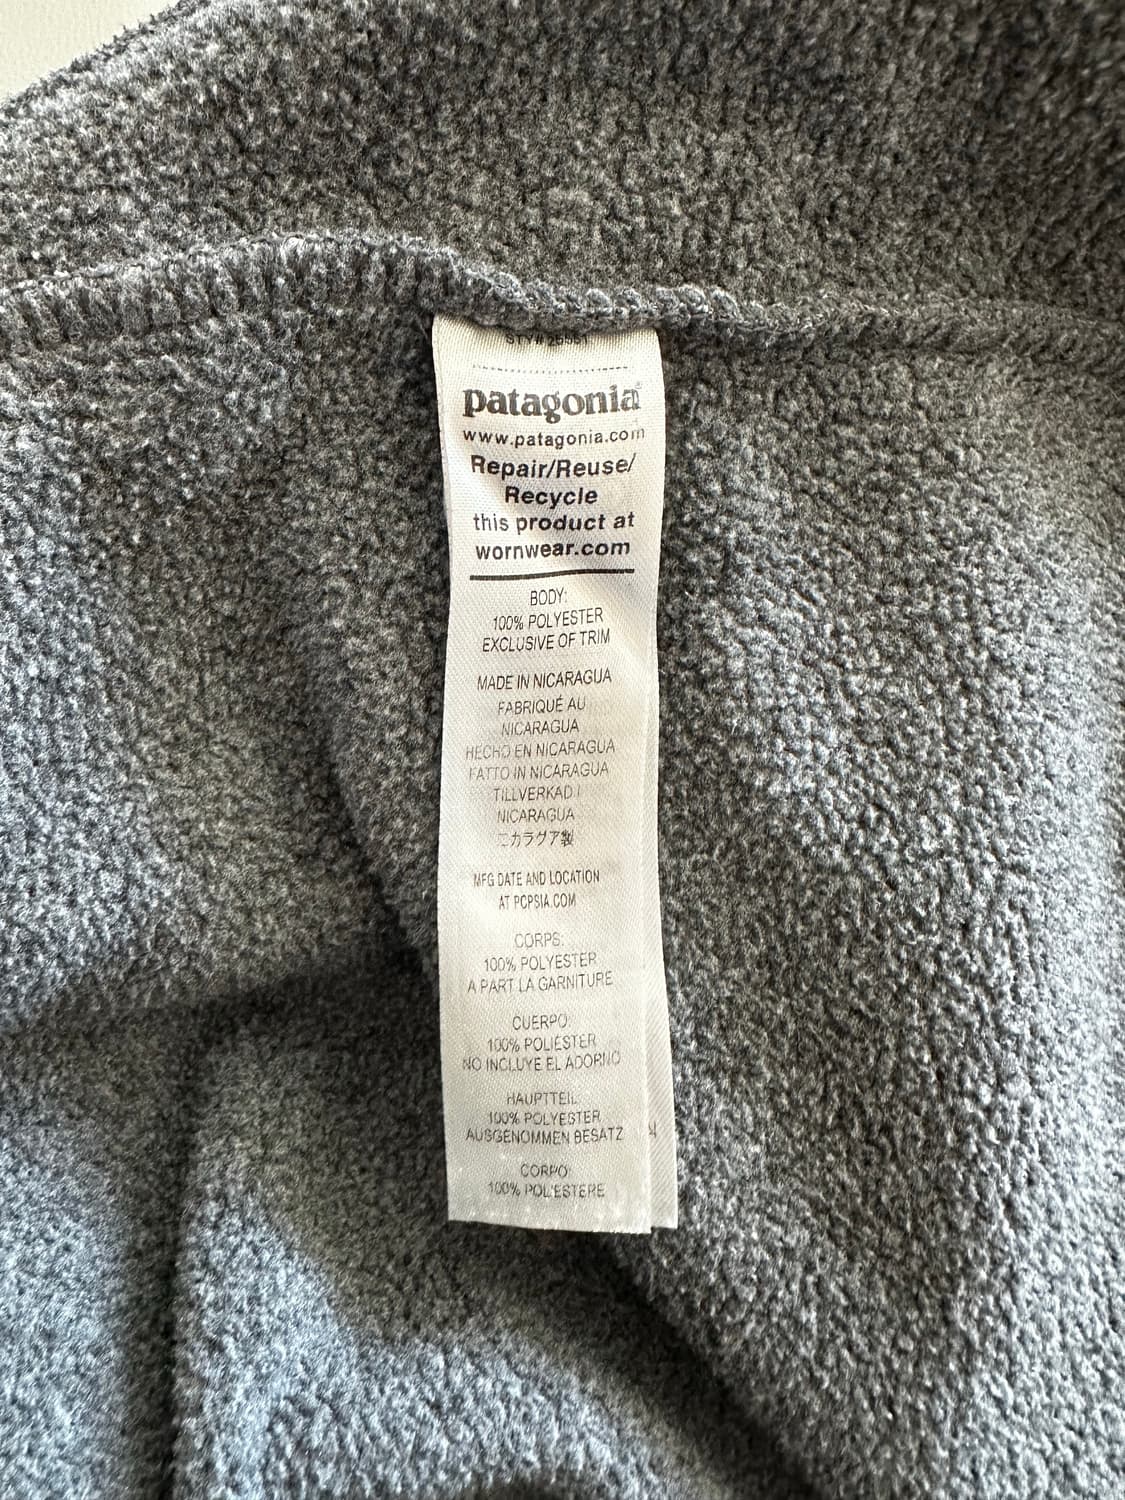 STY# 25551
patagonia®
www.patagonia.com
Repair/Reuse/
Recycle
this product at
wornwear.com
BODY:
100% POLYESTER
EXCLUSIVE OF TRIM
MADE IN NICARAGUA
FABRIQUÉ AU
NICARAGUA
HECHO EN NICARAGUA
FATTO IN NICARAGUA
TILLVERKAD I
NICARAGUA
ニカラグア製
MFG DATE AND LOCATION
AT PCPSIA.COM
CORPS:
100% POLYESTER
A PART LA GARNITURE
CUERPO:
100% POLIÉSTER
NO INCLUYE EL ADORNO
HAUPTTEIL:
100% POLYESTER
AUSGENOMMEN BESATZ
CORPO:
100% POLIESTERE